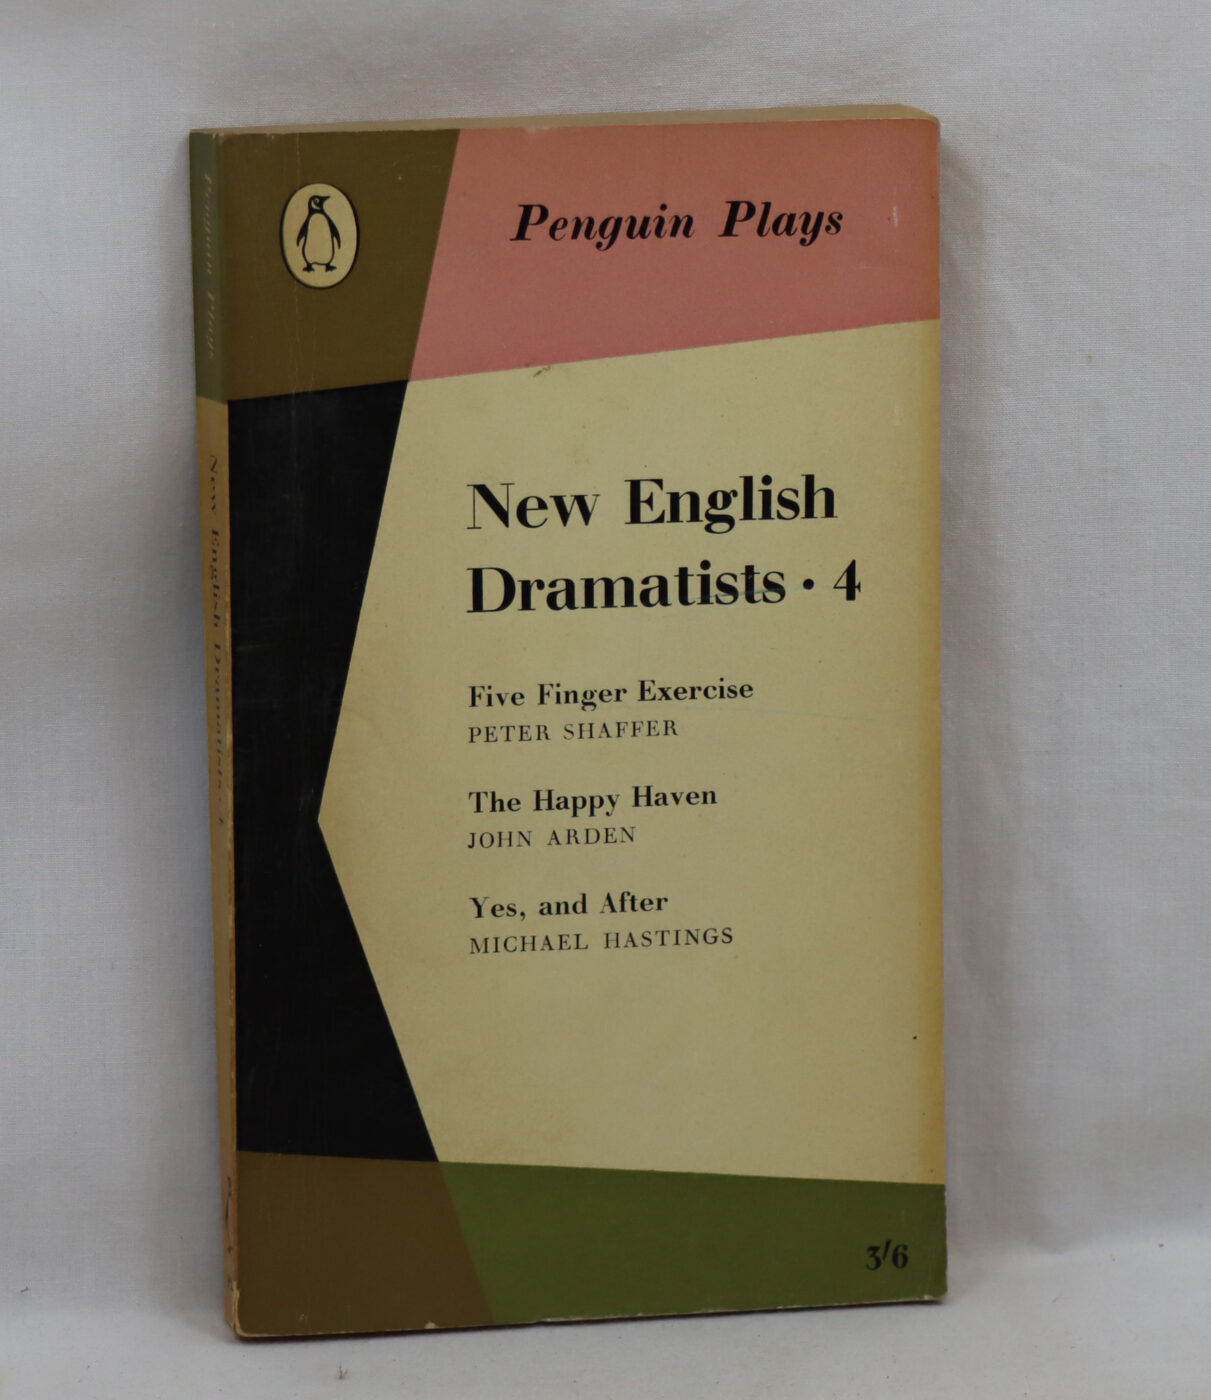 Penguin Plays
New English
Dramatists · 4
Five Finger Exercise
PETER SHAFFER
The Happy Haven
JOHN ARDEN
Yes, and After
MICHAEL HASTINGS
3'6
Penguin Plays
New English Dramatists · 4